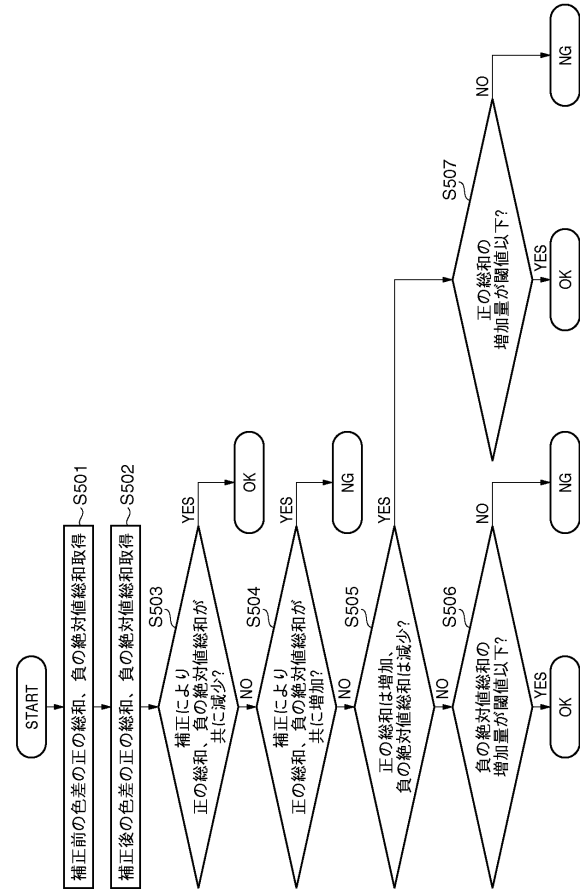 START
補正前の色差の正の総和、負の絶対値総和取得
S501
補正後の色差の正の総和、負の絶対値総和取得
S502
S503
補正により
正の総和、負の絶対値総和が
共に減少?
YES
OK
NO
S504
補正により
正の総和、負の絶対値総和が
共に増加?
YES
NG
NO
S505
正の総和は増加、
負の絶対値総和は減少?
YES
NO
S506
負の絶対値総和の
増加量が閾値以下?
NO
NG
YES
OK
S507
正の総和の
増加量が閾値以下?
NO
NG
YES
OK